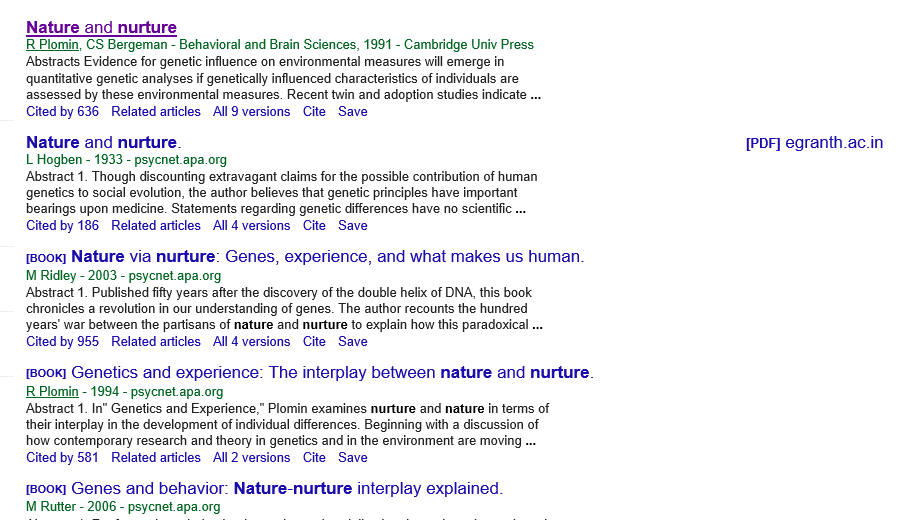 Nature and nurture
R Plomin, CS Bergeman - Behavioral and Brain Sciences, 1991 - Cambridge Univ Press
Abstracts Evidence for genetic influence on environmental measures will emerge in
quantitative genetic analyses if genetically influenced characteristics of individuals are
assessed by these environmental measures. Recent twin and adoption studies indicate ...
Cited by 636 Related articles All 9 versions Cite Save
Nature and nurture. [PDF] egranth.ac.in
L Hogben - 1933 - psycnet.apa.org
Abstract 1. Though discounting extravagant claims for the possible contribution of human
genetics to social evolution, the author believes that genetic principles have important
bearings upon medicine. Statements regarding genetic differences have no scientific ...
Cited by 186 Related articles All 4 versions Cite Save
[BOOK] Nature via nurture: Genes, experience, and what makes us human.
M Ridley - 2003 - psycnet.apa.org
Abstract 1. Published fifty years after the discovery of the double helix of DNA, this book
chronicles a revolution in our understanding of genes. The author recounts the hundred
years' war between the partisans of nature and nurture to explain how this paradoxical ...
Cited by 955 Related articles All 4 versions Cite Save
[BOOK] Genetics and experience: The interplay between nature and nurture.
R Plomin - 1994 - psycnet.apa.org
Abstract 1. In" Genetics and Experience," Plomin examines nurture and nature in terms of
their interplay in the development of individual differences. Beginning with a discussion of
how contemporary research and theory in genetics and in the environment are moving ...
Cited by 581 Related articles All 2 versions Cite Save
[BOOK] Genes and behavior: Nature-nurture interplay explained.
M Rutter - 2006 - psycnet.apa.org